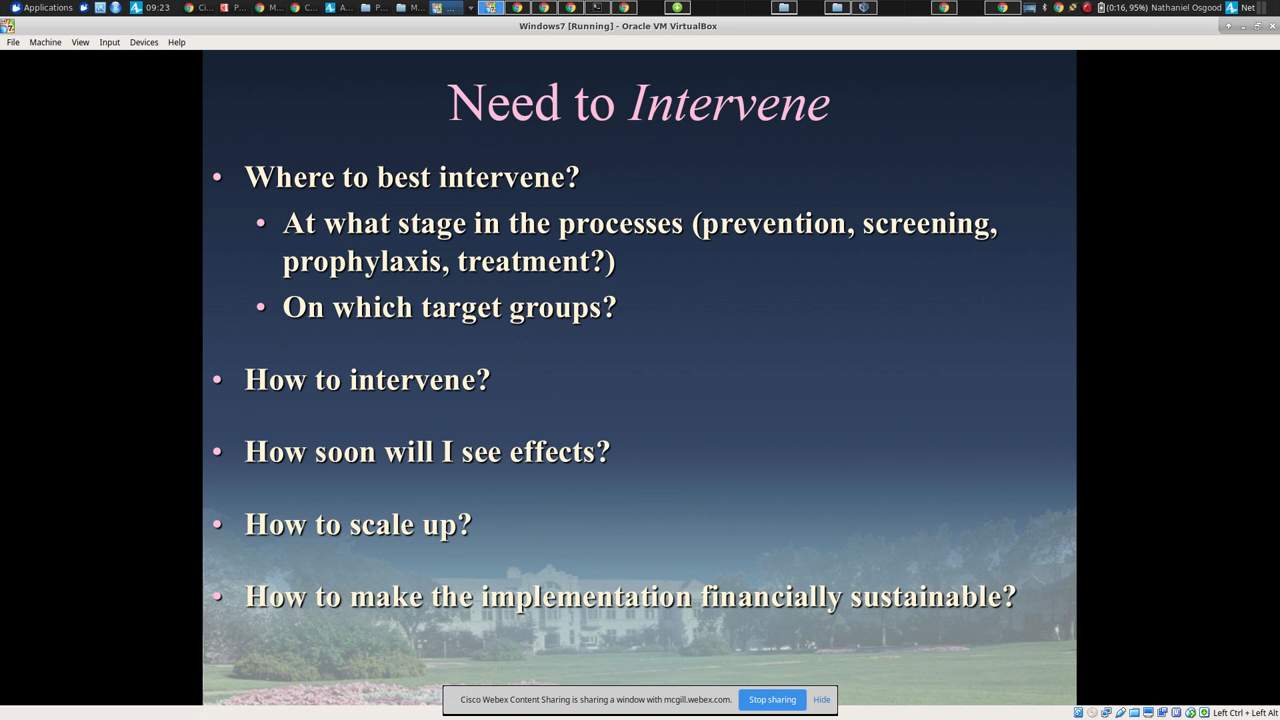 Applications
09:23
Ci...
P...
M...
C...
A...
P...
M...
...
(0:16, 95%) Nathaniel Osgood
Net
Windows7 [Running] - Oracle VM VirtualBox
File Machine View Input Devices Help
Need to Intervene
• Where to best intervene?
• At what stage in the processes (prevention, screening,
prophylaxis, treatment?)
• On which target groups?
• How to intervene?
• How soon will I see effects?
• How to scale up?
• How to make the implementation financially sustainable?
Cisco Webex Content Sharing is sharing a window with mcgill.webex.com. Stop sharing Hide
Left Ctrl + Left Alt